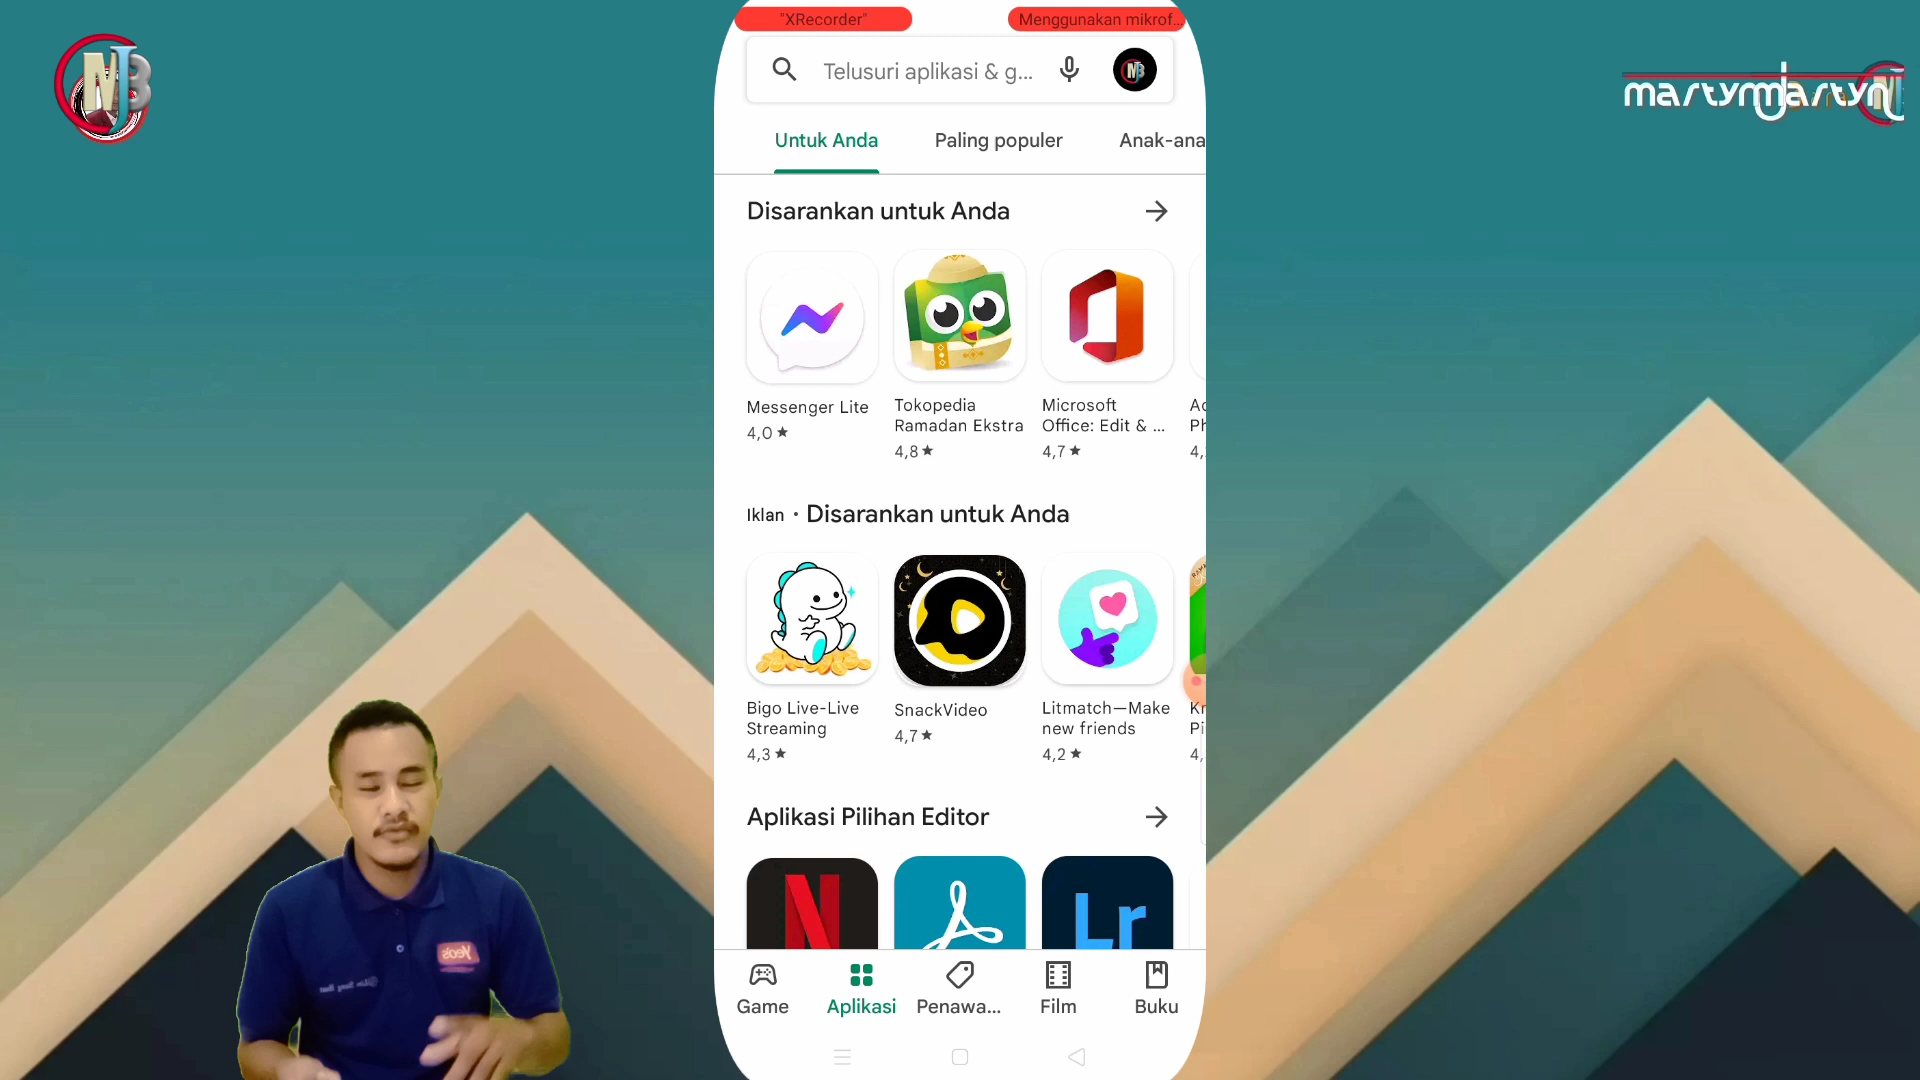 "XRecorder"
Menggunakan mikrof...
Telusuri aplikasi & g...
Untuk Anda
Paling populer
Anak-ana
Disarankan untuk Anda
Messenger Lite
4,0 ★
Tokopedia
Ramadan Ekstra
4,8 ★
Microsoft
Office: Edit & ...
4,7 ★
Iklan • Disarankan untuk Anda
Bigo Live-Live
Streaming
4,3 ★
SnackVideo
4,7 ★
Litmatch—Make
new friends
4,2 ★
Aplikasi Pilihan Editor
N
Lr
Game
Aplikasi
Penawa...
Film
Buku
Yeo's